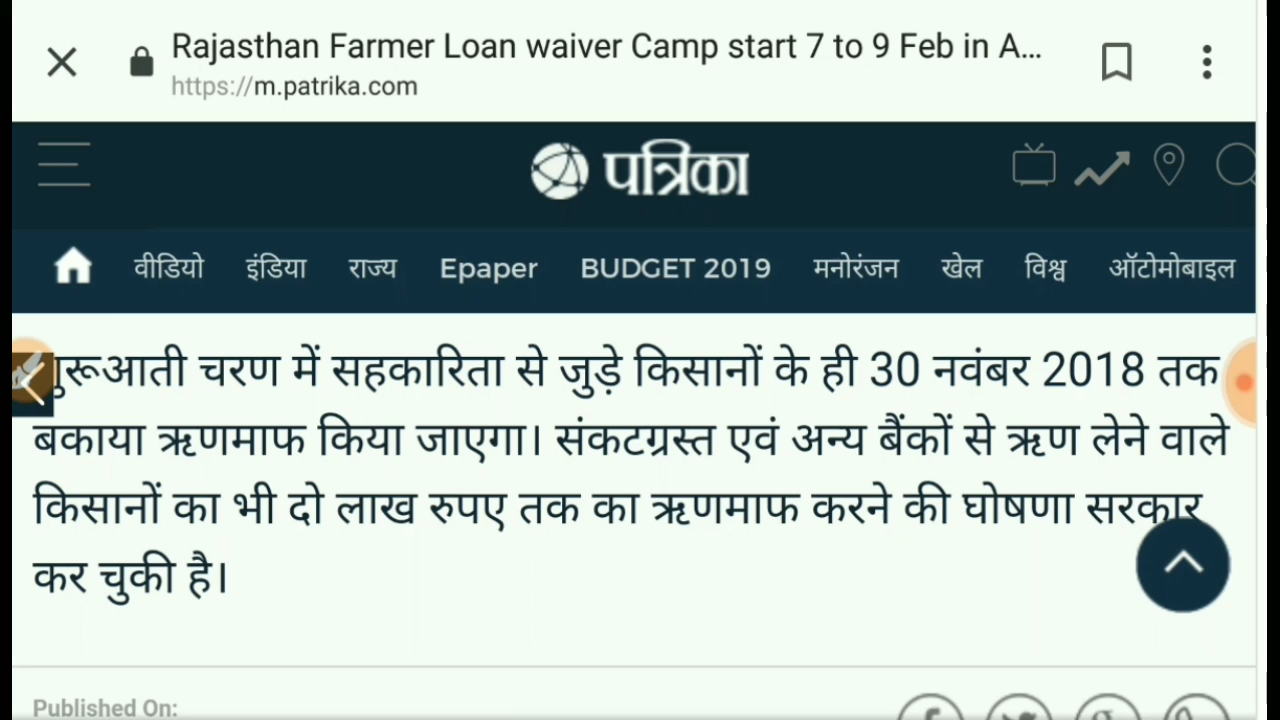 Rajasthan Farmer Loan waiver Camp start 7 to 9 Feb in A...
https://m.patrika.com
पत्रिका
वीडियो इंडिया राज्य Epaper BUDGET 2019 मनोरंजन खेल विश्व ऑटोमोबाइल
चरण में सहकारिता से जुड़े किसानों के ही 30 नवंबर 2018 तक
बकाया ऋणमाफ किया जाएगा। संकटग्रस्त एवं अन्य बैंकों से ऋण लेने वाले
किसानों का भी दो लाख रुपए तक का ऋणमाफ करने की घोषणा सरकार
कर चुकी है।
Published On: